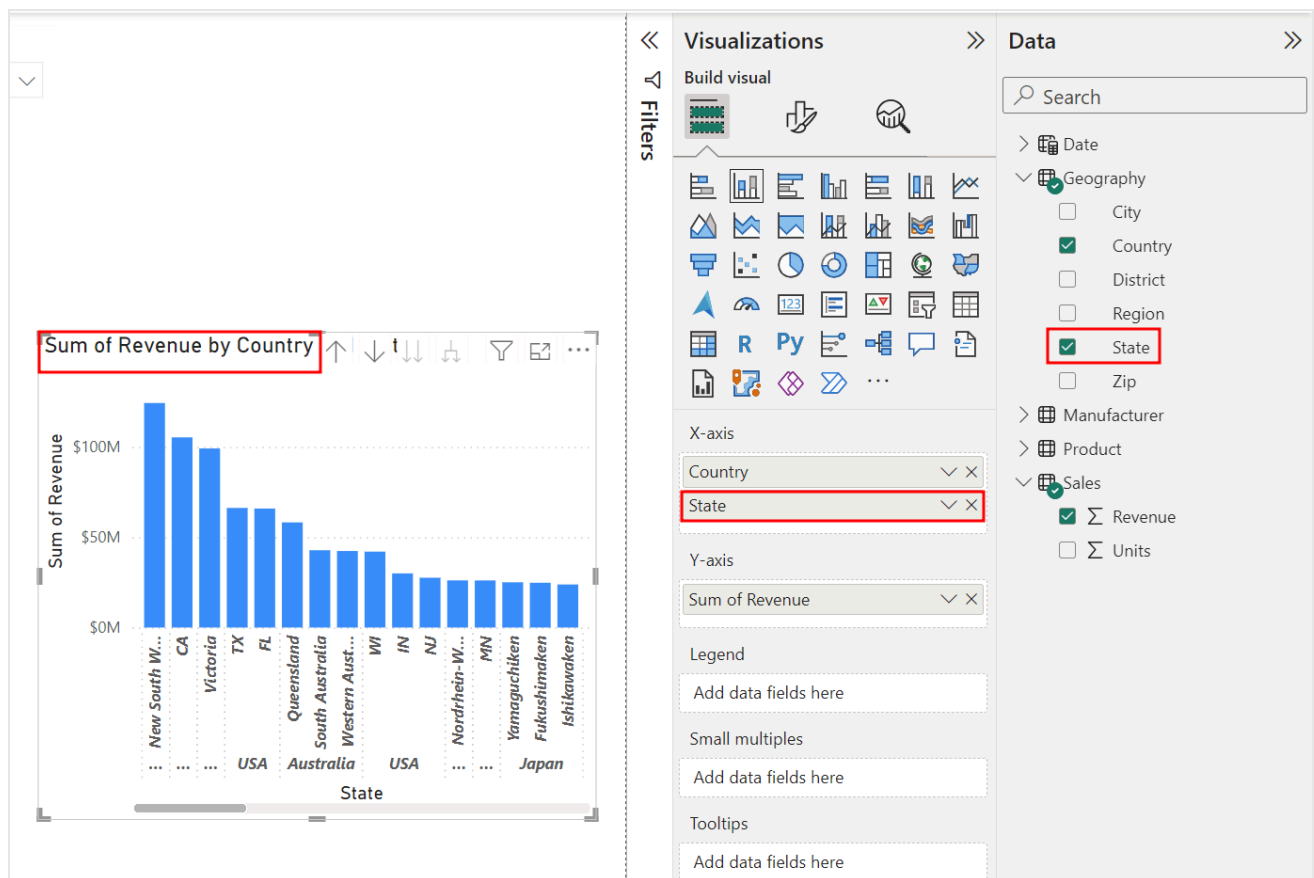 Sum of Revenue by Country
t
Sum of Revenue
$100M
$50M
$0M
New South W...
CA
Victoria
TX
FL
Queensland
South Australia
Western Aust...
WI
IN
NJ
Nordrhein-W...
MN
Yamaguchiken
Fukushimaken
Ishikawaken
... ... ... USA Australia USA ... ... Japan
State
Filters
Visualizations
Build visual
123
R
Py
...
X-axis
Country
State
Y-axis
Sum of Revenue
Legend
Add data fields here
Small multiples
Add data fields here
Tooltips
Add data fields here
Data
Search
Date
Geography
City
Country
District
Region
State
Zip
Manufacturer
Product
Sales
Σ Revenue
Σ Units